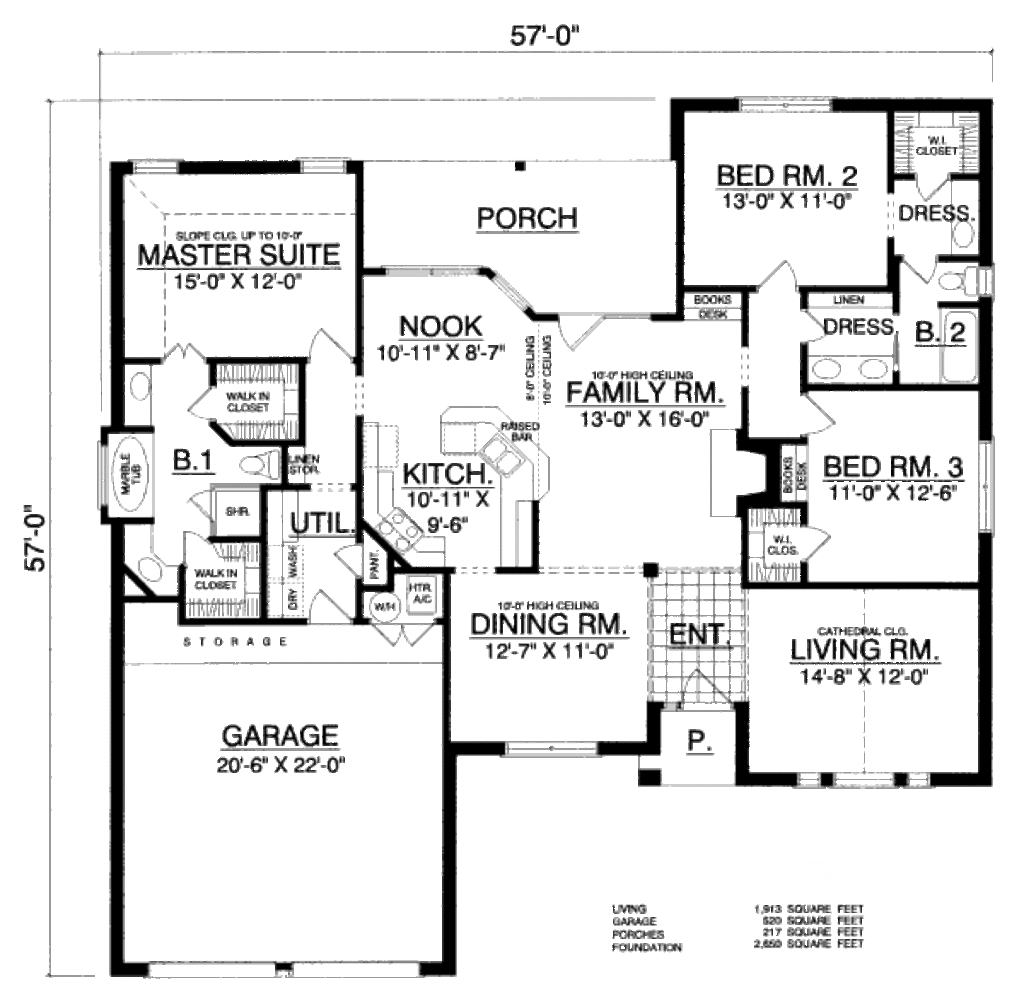 57'-0"
57'-0"
BED RM. 2
13'-0" X 11'-0"
W.I.
CLOSET
DRESS.
PORCH
SLOPE CLG. UP TO 10'-0"
MASTER SUITE
15'-0" X 12'-0"
NOOK
10'-11" X 8'-7"
8'-0" CEILING
10'-0" CEILING
BOOKS
DESK
LINEN
DRESS
B. 2
10'-0" HIGH CEILING
FAMILY RM.
13'-0" X 16'-0"
WALK IN
CLOSET
RAISED
BAR
MARBLE
TUB
B.1
LINEN
STOR.
KITCH.
10'-11" X
9'-6"
BOOKS
DESK
BED RM. 3
11'-0" X 12'-6"
SHR.
UTIL.
W.I.
CLOS.
WALK IN
CLOSET
DRY
WASH
PANT.
W/H
HTR.
A/C
STORAGE
10'-0" HIGH CEILING
DINING RM.
12'-7" X 11'-0"
ENT.
CATHEDRAL CLG.
LIVING RM.
14'-8" X 12'-0"
GARAGE
20'-6" X 22'-0"
P.
LIVING 1,913 SQUARE FEET
GARAGE 520 SQUARE FEET
PORCHES 217 SQUARE FEET
FOUNDATION 2,650 SQUARE FEET